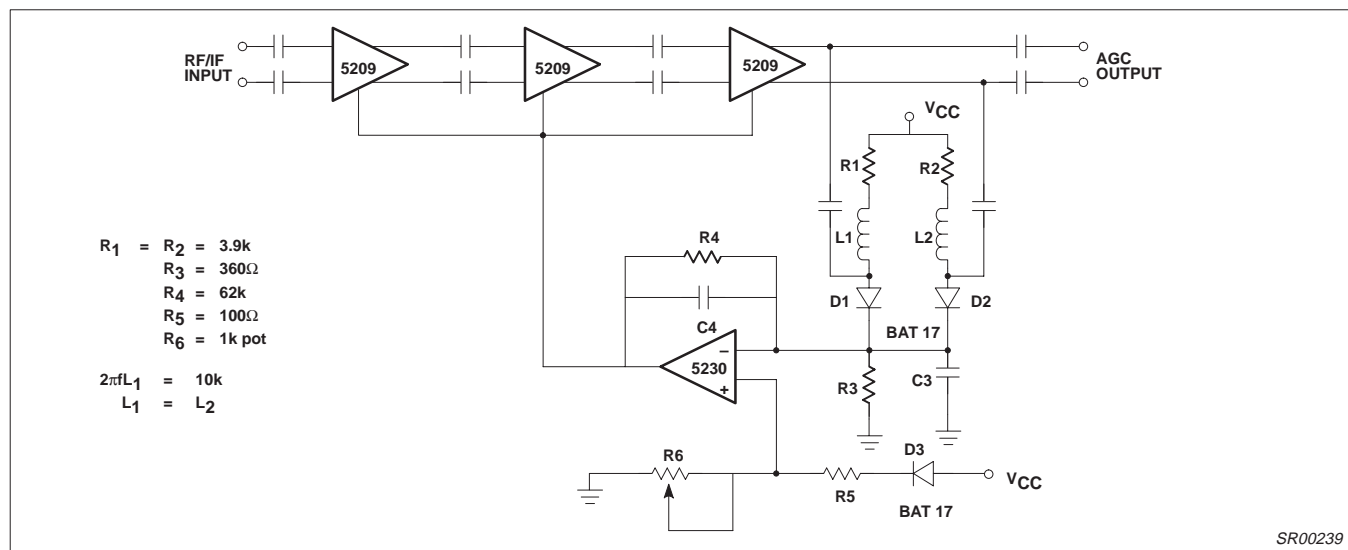 RF/IF
INPUT
5209
5209
5209
AGC
OUTPUT
VCC
R1
R2
L1
L2
R4
C4
D1
D2
BAT 17
5230
−
+
R3
C3
R1 = R2 = 3.9k
R3 = 360Ω
R4 = 62k
R5 = 100Ω
R6 = 1k pot
2πfL1 = 10k
L1 = L2
R6
R5
D3
BAT 17
VCC
SR00239